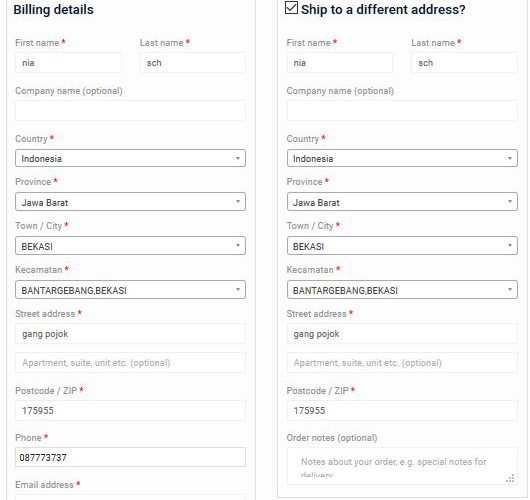 Billing details
First name * Last name *
nia sch
Company name (optional)
Country *
Indonesia
Province *
Jawa Barat
Town / City *
BEKASI
Kecamatan *
BANTARGEBANG,BEKASI
Street address *
gang pojok
Apartment, suite, unit etc. (optional)
Postcode / ZIP *
175955
Phone *
087773737
Email address *
Ship to a different address?
First name * Last name *
nia sch
Company name (optional)
Country *
Indonesia
Province *
Jawa Barat
Town / City *
BEKASI
Kecamatan *
BANTARGEBANG,BEKASI
Street address *
gang pojok
Apartment, suite, unit etc. (optional)
Postcode / ZIP *
175955
Order notes (optional)
Notes about your order, e.g. special notes for
delivery